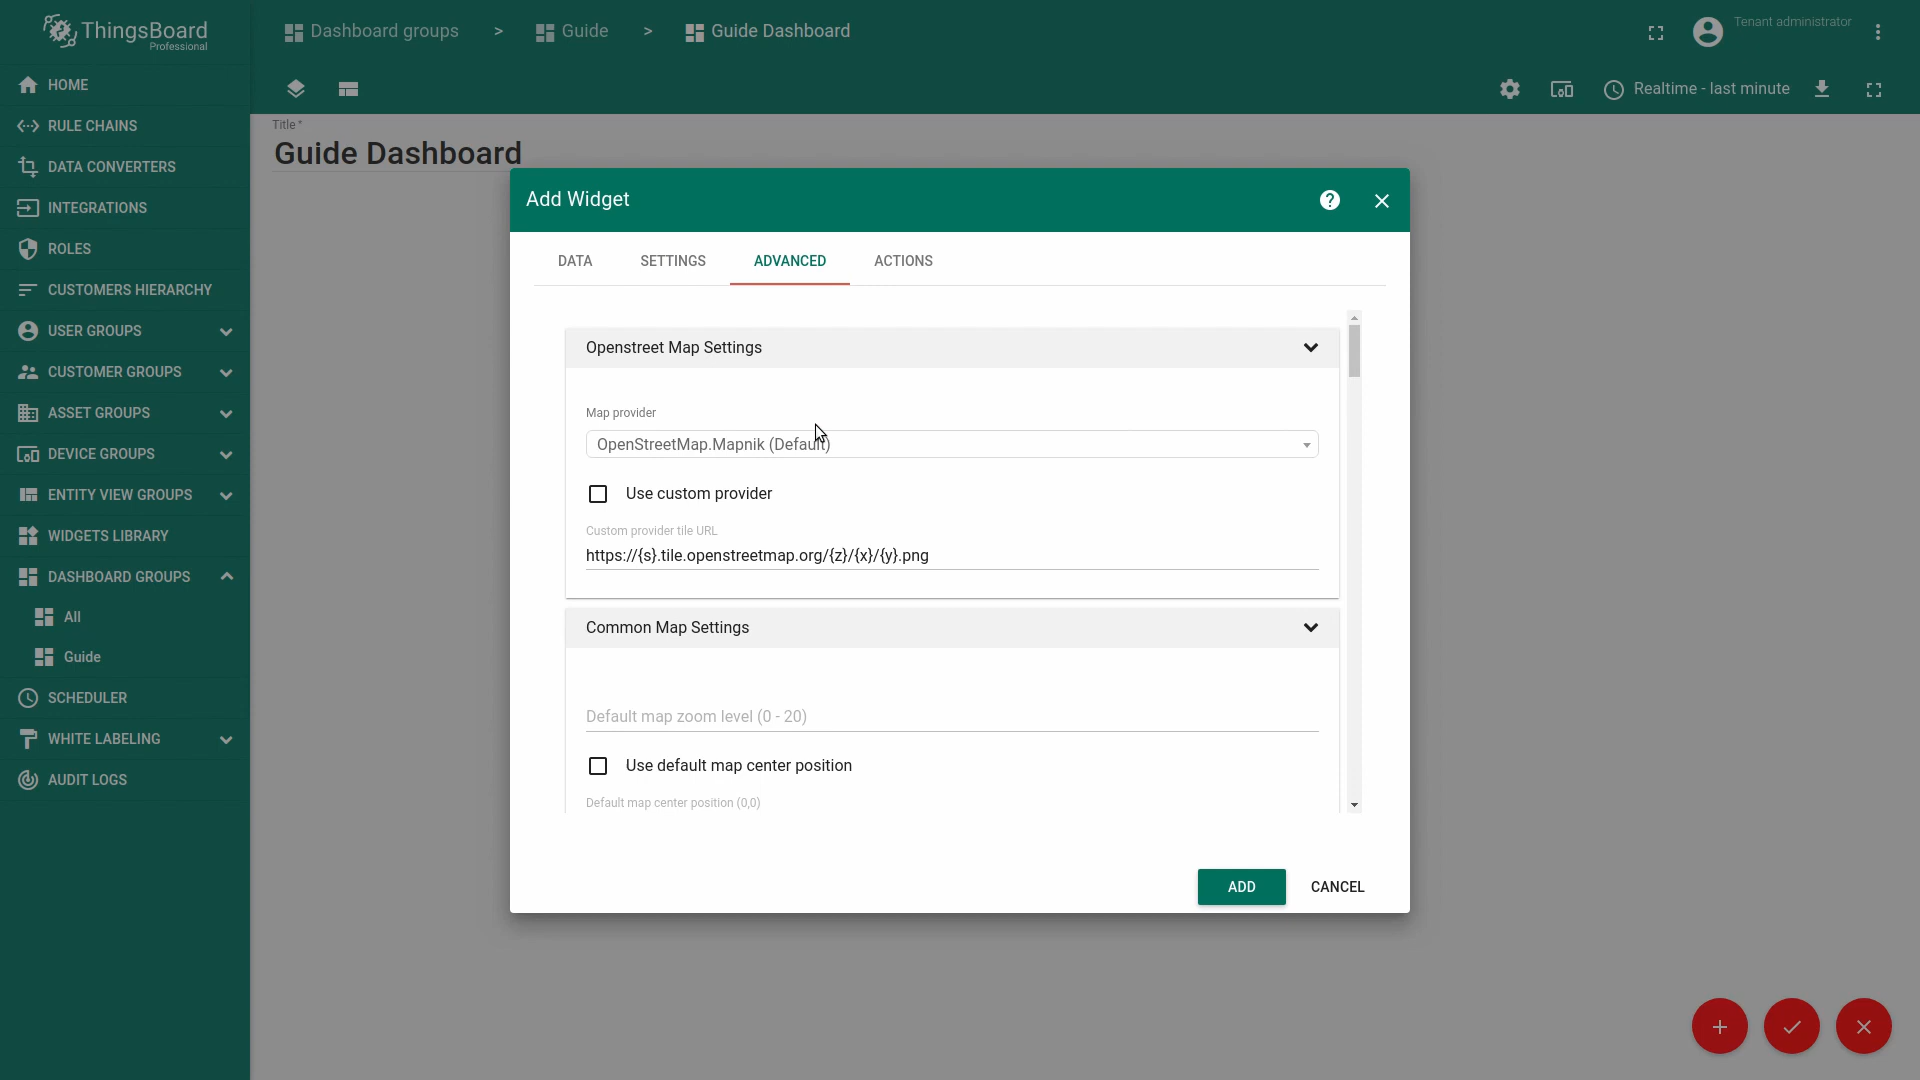 ThingsBoard
Professional
Dashboard groups > Guide > Guide Dashboard
Tenant administrator
Realtime - last minute
HOME
RULE CHAINS
DATA CONVERTERS
INTEGRATIONS
ROLES
CUSTOMERS HIERARCHY
USER GROUPS
CUSTOMER GROUPS
ASSET GROUPS
DEVICE GROUPS
ENTITY VIEW GROUPS
WIDGETS LIBRARY
DASHBOARD GROUPS
All
Guide
SCHEDULER
WHITE LABELING
AUDIT LOGS
Title *
Guide Dashboard
Add Widget
DATA SETTINGS ADVANCED ACTIONS
Openstreet Map Settings
Map provider
OpenStreetMap.Mapnik (Default)
Use custom provider
Custom provider tile URL
https://{s}.tile.openstreetmap.org/{z}/{x}/{y}.png
Common Map Settings
Default map zoom level (0 - 20)
Use default map center position
Default map center position (0,0)
ADD CANCEL